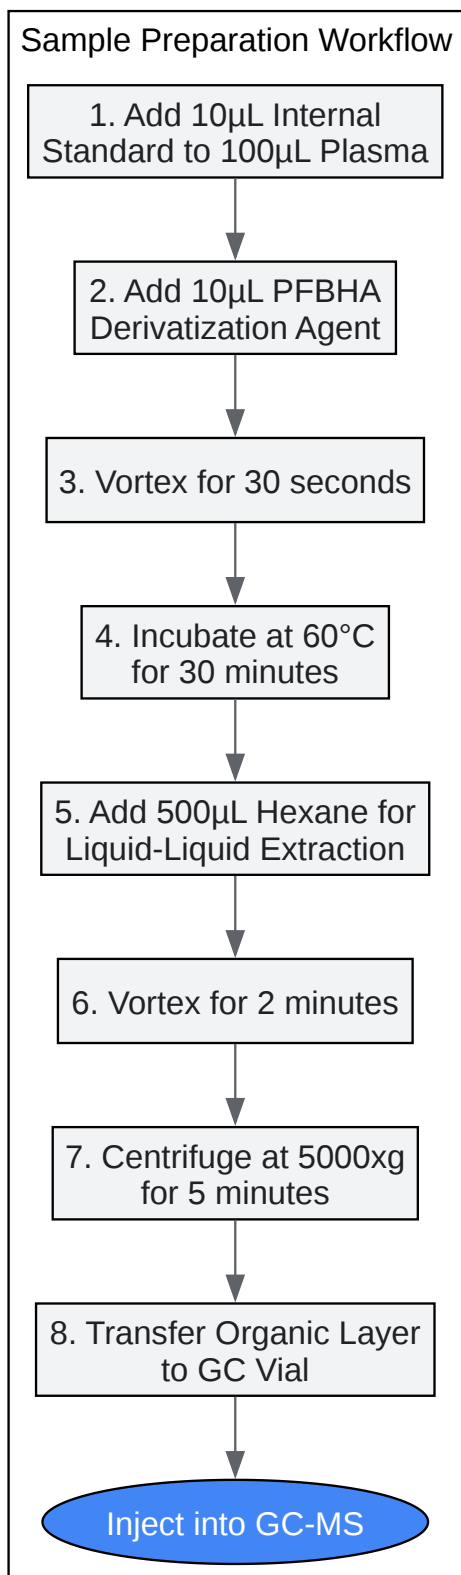 Sample Preparation Workflow
1. Add 10µL Internal
Standard to 100µL Plasma
2. Add 10µL PFBHA
Derivatization Agent
3. Vortex for 30 seconds
4. Incubate at 60°C
for 30 minutes
5. Add 500µL Hexane for
Liquid-Liquid Extraction
6. Vortex for 2 minutes
7. Centrifuge at 5000xg
for 5 minutes
8. Transfer Organic Layer
to GC Vial
Inject into GC-MS